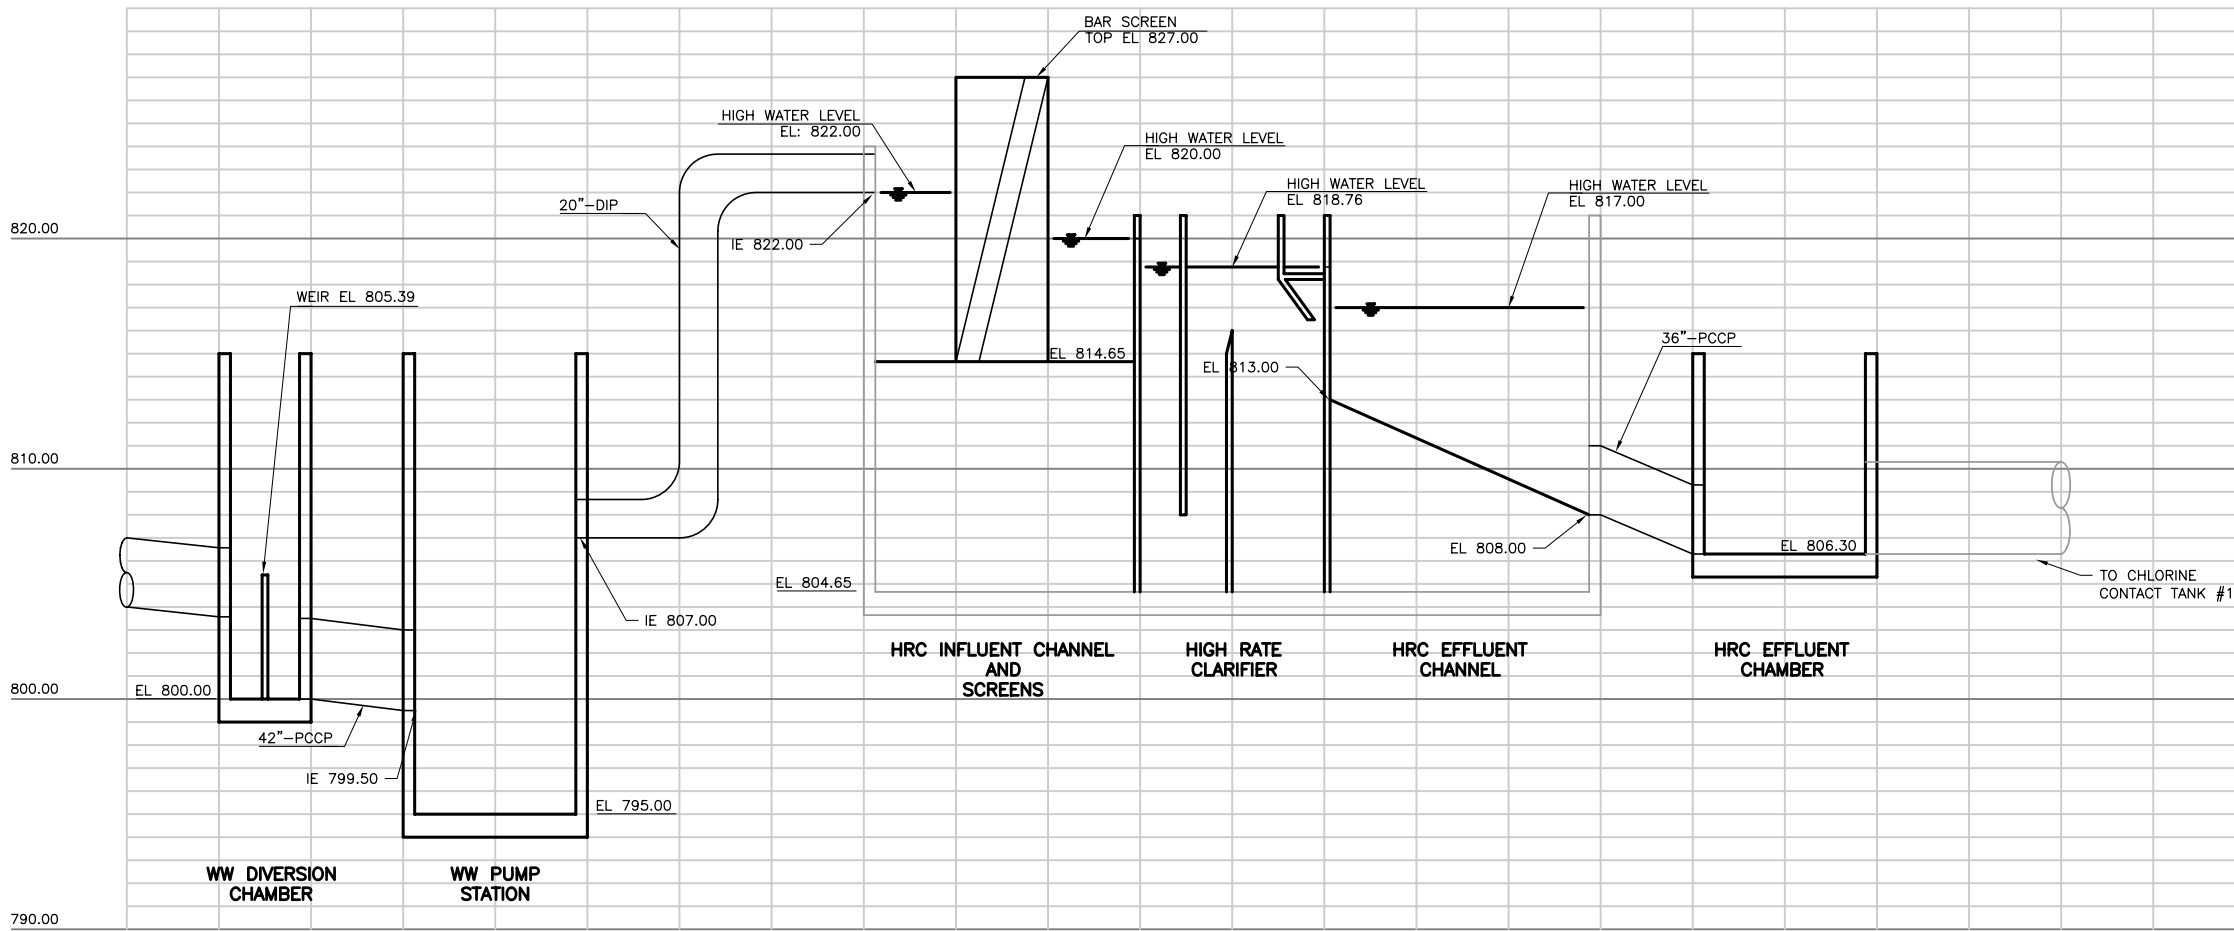 BAR SCREEN
TOP EL 827.00
HIGH WATER LEVEL
EL: 822.00
HIGH WATER LEVEL
EL 820.00
HIGH WATER LEVEL
EL 818.76
HIGH WATER LEVEL
EL 817.00
20"-DIP
820.00
IE 822.00
WEIR EL 805.39
36"-PCCP
EL 814.65
EL 813.00
810.00
EL 808.00
EL 806.30
EL 804.65
TO CHLORINE
CONTACT TANK #1
IE 807.00
HRC INFLUENT CHANNEL
AND
SCREENS
HIGH RATE
CLARIFIER
HRC EFFLUENT
CHANNEL
HRC EFFLUENT
CHAMBER
800.00
EL 800.00
42"-PCCP
IE 799.50
EL 795.00
WW DIVERSION
CHAMBER
WW PUMP
STATION
790.00